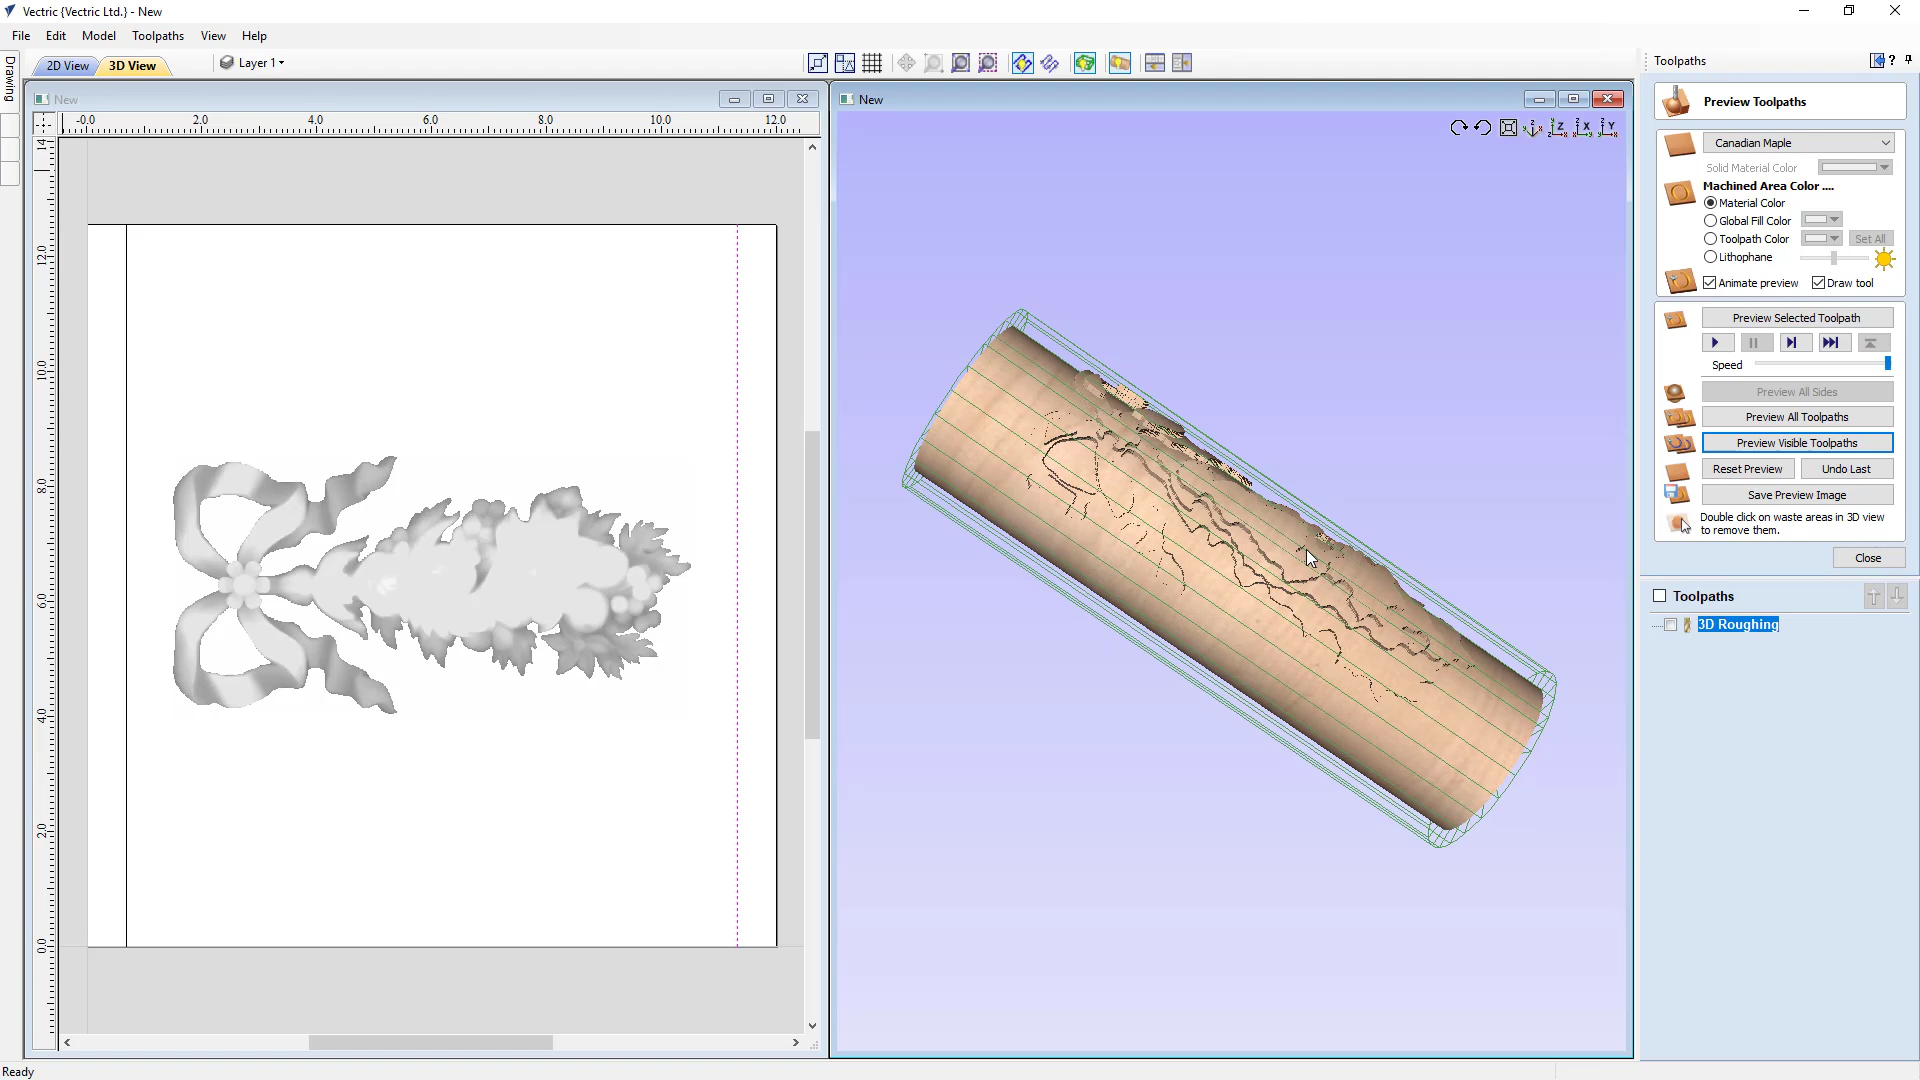 Vectric {Vectric Ltd.} - New
File Edit Model Toolpaths View Help
Drawing
2D View 3D View Layer 1
New
-0.0 2.0 4.0 6.0 8.0 10.0 12.0
14
12.0
10.0
8.0
6.0
4.0
2.0
0.0
New
Toolpaths
Preview Toolpaths
Canadian Maple
Solid Material Color
Machined Area Color ....
Material Color
Global Fill Color
Toolpath Color Set All
Lithophane
Animate preview Draw tool
Preview Selected Toolpath
Speed
Preview All Sides
Preview All Toolpaths
Preview Visible Toolpaths
Reset Preview Undo Last
Save Preview Image
Double click on waste areas in 3D view
to remove them.
Close
Toolpaths
3D Roughing
Ready